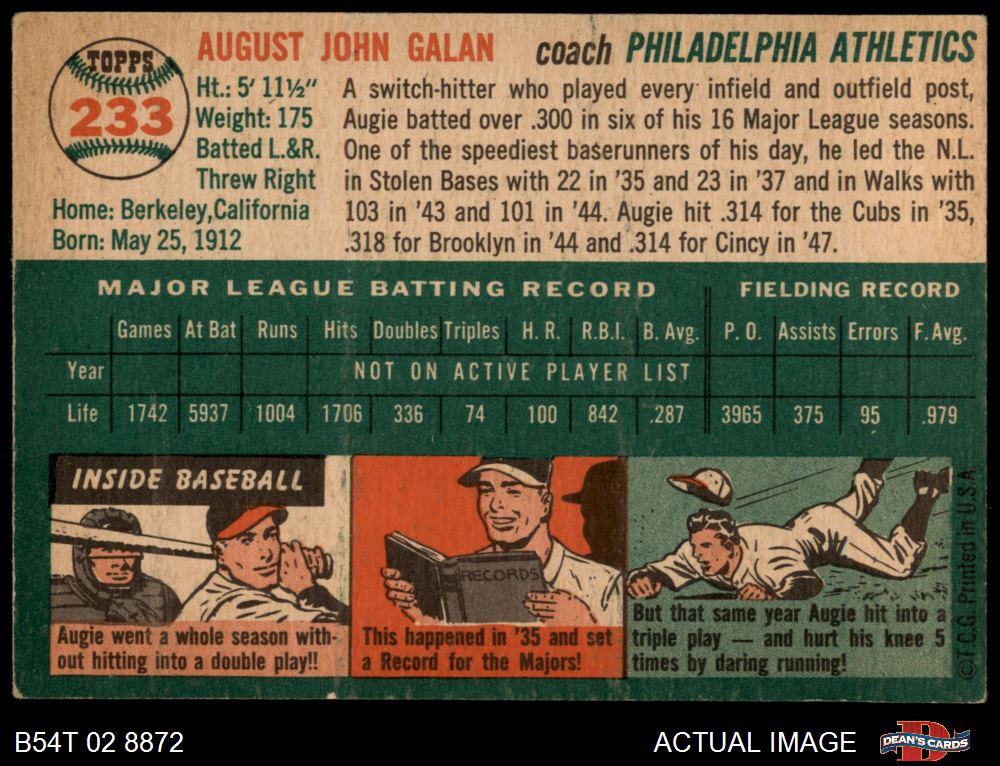 TOPPS
233
AUGUST JOHN GALAN coach PHILADELPHIA ATHLETICS
Ht.: 5' 11½"
Weight: 175
Batted L.&R.
Threw Right
Home: Berkeley, California
Born: May 25, 1912
A switch-hitter who played every infield and outfield post,
Augie batted over .300 in six of his 16 Major League seasons.
One of the speediest baserunners of his day, he led the N.L.
in Stolen Bases with 22 in '35 and 23 in '37 and in Walks with
103 in '43 and 101 in '44. Augie hit .314 for the Cubs in '35,
.318 for Brooklyn in '44 and .314 for Cincy in '47.
MAJOR LEAGUE BATTING RECORD FIELDING RECORD
Games At Bat Runs Hits Doubles Triples H. R. R.B.I. B. Avg. P. O. Assists Errors F. Avg.
Year NOT ON ACTIVE PLAYER LIST
Life 1742 5937 1004 1706 336 74 100 842 .287 3965 375 95 .979
INSIDE BASEBALL
Augie went a whole season with-
out hitting into a double play!!
RECORDS
This happened in '35 and set
a Record for the Majors!
But that same year Augie hit into a
triple play — and hurt his knee 5
times by daring running!
©T.C.G. Printed in U.S.A
B54T 02 8872
ACTUAL IMAGE
D
DEAN'S CARDS